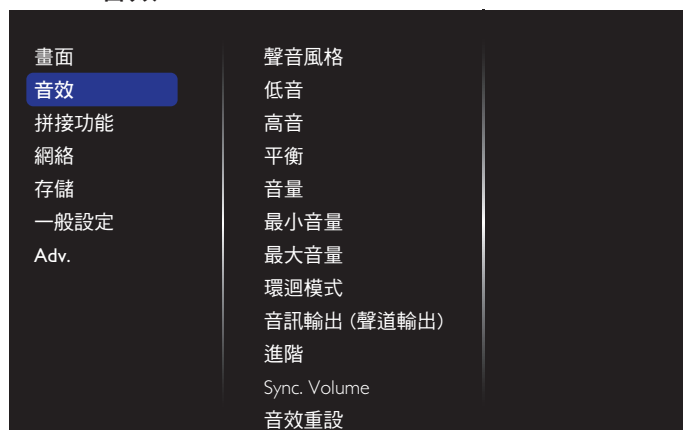 畫面
音效
拼接功能
網絡
存儲
一般設定
Adv.
聲音風格
低音
高音
平衡
音量
最小音量
最大音量
環迴模式
音訊輸出 (聲道輸出)
進階
Sync. Volume
音效重設